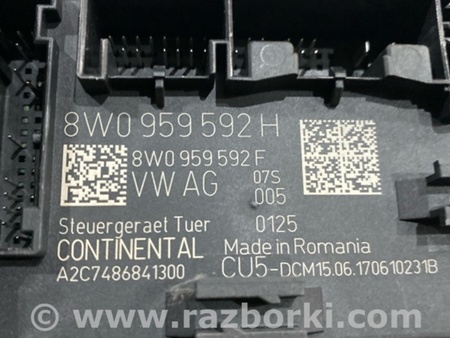 8W0 959 592 H
8W0 959 592 F
VW AG 07S
005
Steuergeraet Tuer 0125
CONTINENTAL Made in Romania
A2C7486841300 CU5-DCM15.06.170610231B
© www.razborki.com